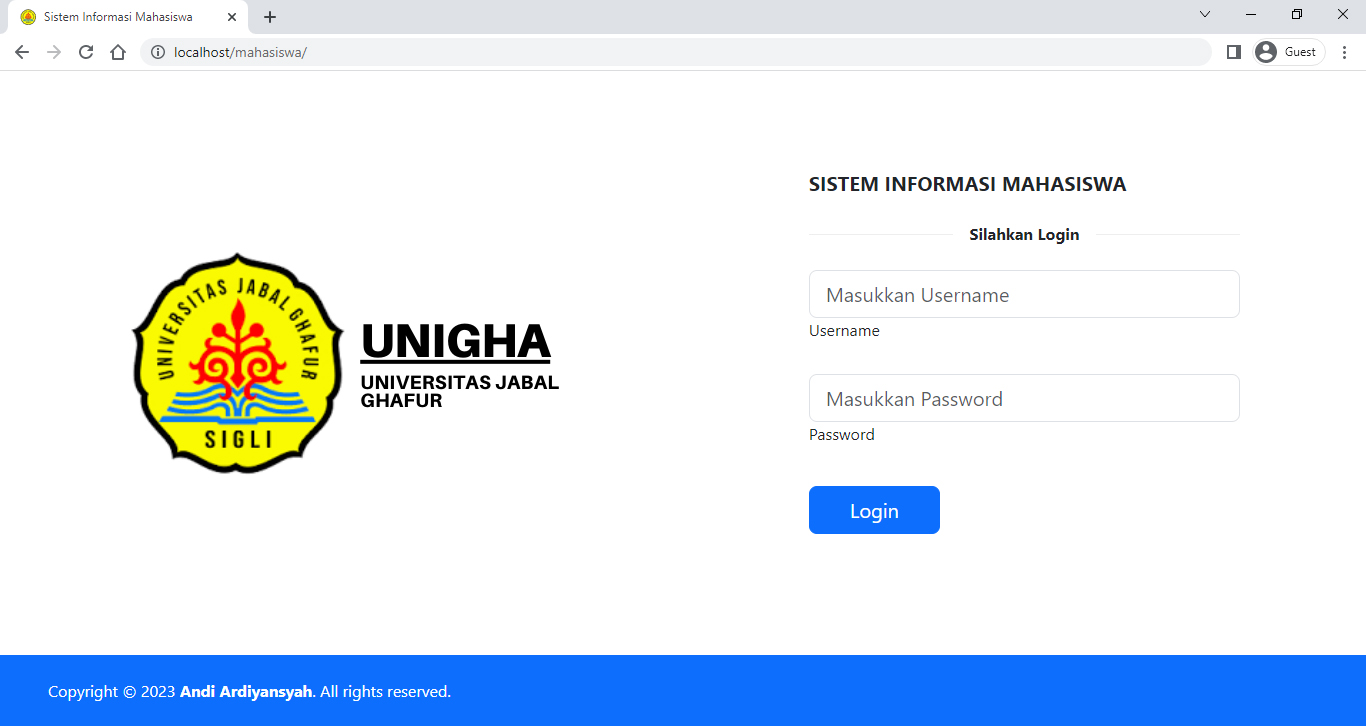 Sistem Informasi Mahasiswa
localhost/mahasiswa/
Guest
UNIVERSITAS JABAL GHAFUR
SIGLI
UNIGHA
UNIVERSITAS JABAL
GHAFUR
SISTEM INFORMASI MAHASISWA
Silahkan Login
Masukkan Username
Username
Masukkan Password
Password
Login
Copyright © 2023 Andi Ardiyansyah. All rights reserved.